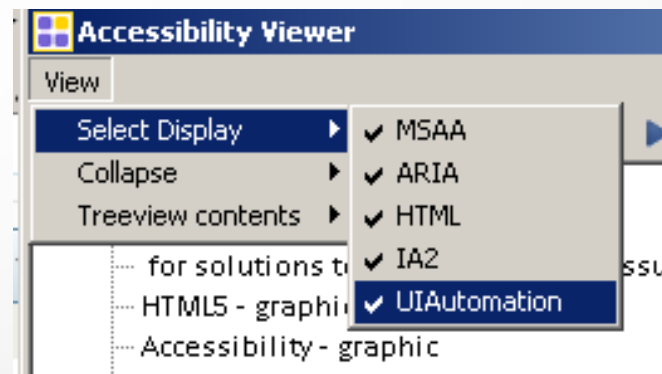 Accessibility Viewer
View
Select Display
Collapse
Treeview contents
MSAA
ARIA
HTML
IA2
UIAutomation
for solutions t
ssu
HTML5 - graphi
Accessibility - graphic